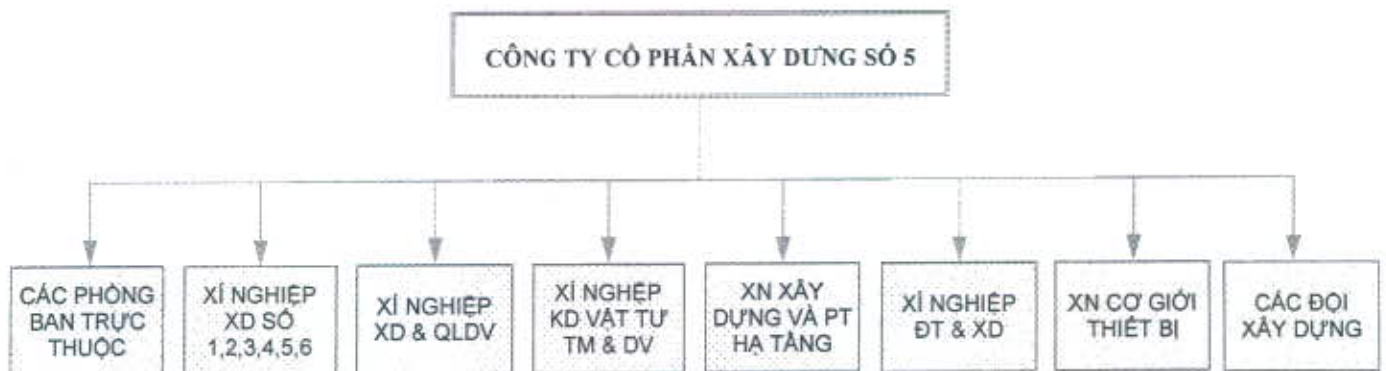 CÔNG TY CỔ PHẦN XÂY DỰNG SỐ 5
CÁC PHÒNG
BAN TRỰC
THUỘC
XÍ NGHIỆP
XD SỐ
1,2,3,4,5,6
XÍ NGHIỆP
XD & QLDV
XÍ NGHỆP
KD VẬT TƯ
TM & DV
XN XÂY
DỰNG VÀ PT
HẠ TẦNG
XÍ NGHIỆP
ĐT & XD
XN CƠ GIỚI
THIẾT BỊ
CÁC ĐỘI
XÂY DỰNG